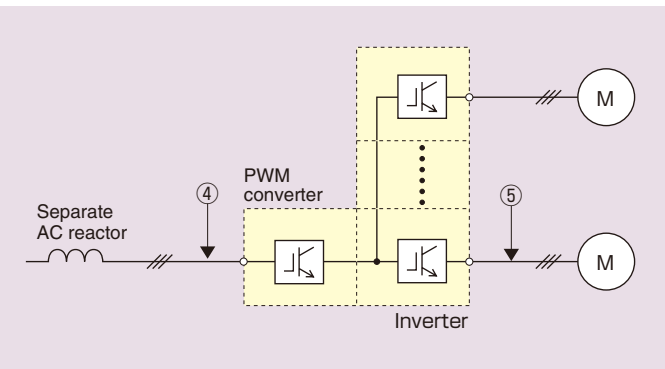 M
PWM
converter
④
⑤
Separate
AC reactor
M
Inverter